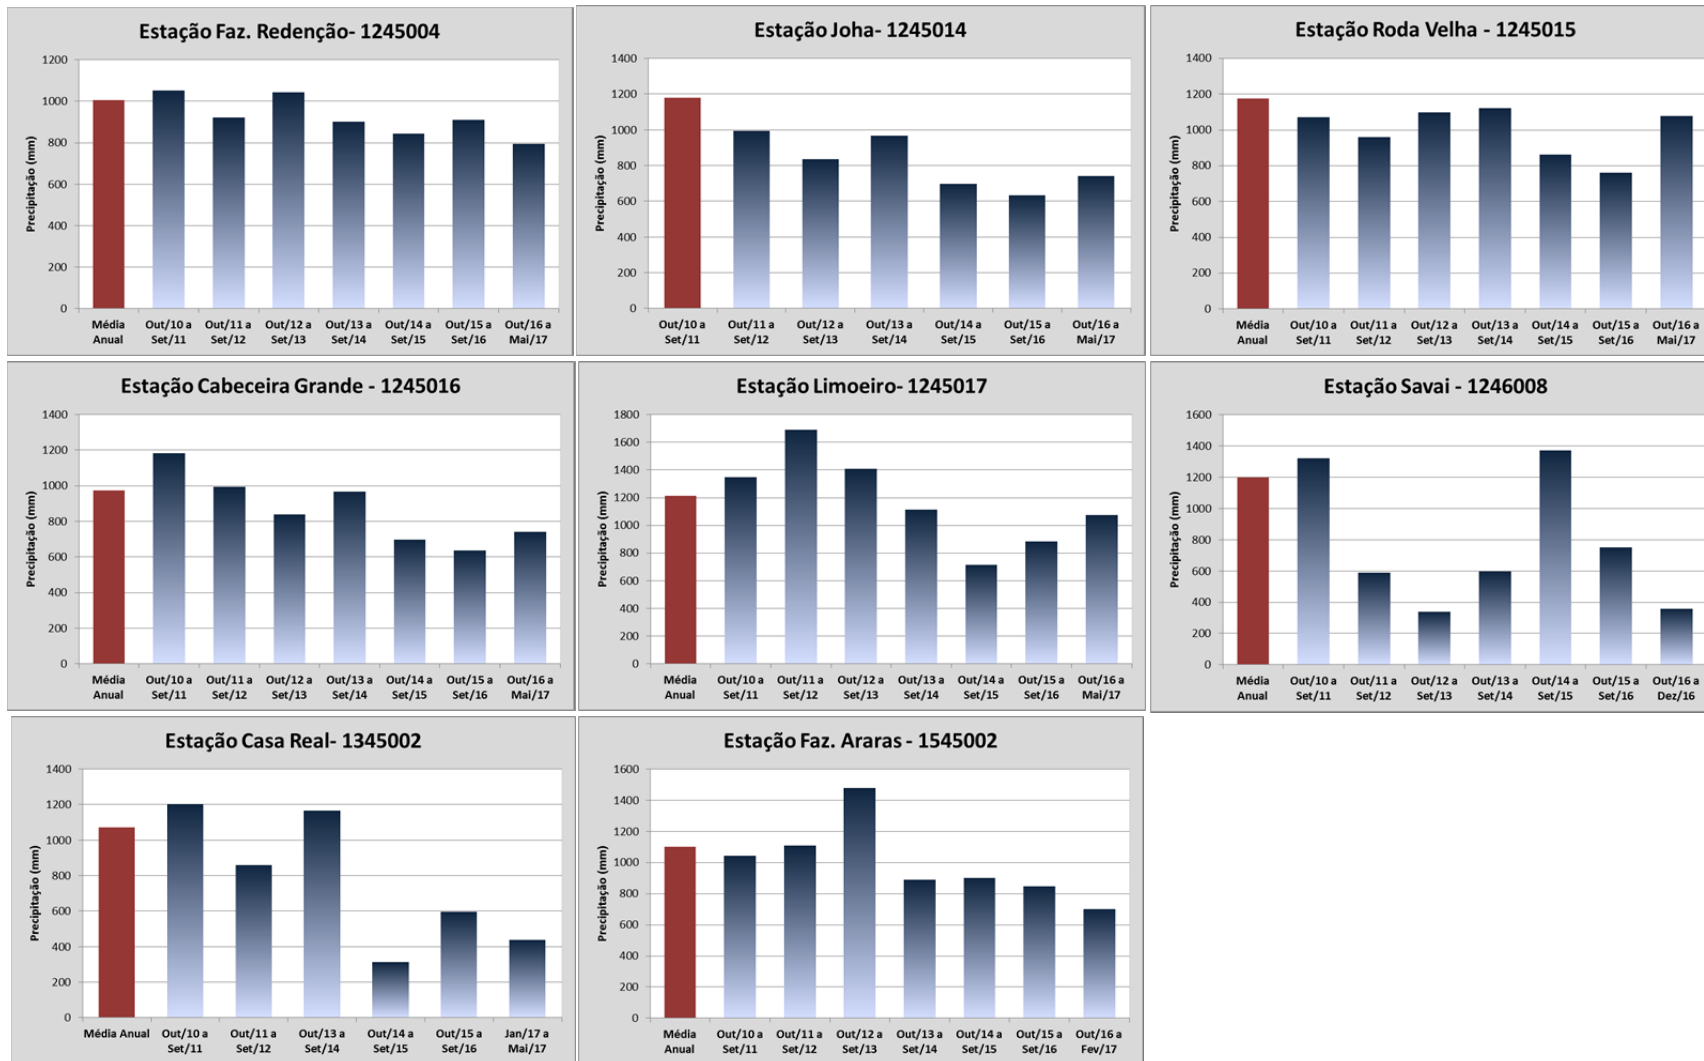 Estação Faz. Redenção- 1245004
Precipitação (mm)
1200
1000
800
600
400
200
0
Média Anual
Out/10 a Set/11
Out/11 a Set/12
Out/12 a Set/13
Out/13 a Set/14
Out/14 a Set/15
Out/15 a Set/16
Out/16 a Mai/17
Estação Joha- 1245014
Precipitação (mm)
1400
1200
1000
800
600
400
200
0
Out/10 a Set/11
Out/11 a Set/12
Out/12 a Set/13
Out/13 a Set/14
Out/14 a Set/15
Out/15 a Set/16
Out/16 a Mai/17
Estação Roda Velha - 1245015
Precipitação (mm)
1400
1200
1000
800
600
400
200
0
Média Anual
Out/10 a Set/11
Out/11 a Set/12
Out/12 a Set/13
Out/13 a Set/14
Out/14 a Set/15
Out/15 a Set/16
Out/16 a Mai/17
Estação Cabeceira Grande - 1245016
Precipitação (mm)
1400
1200
1000
800
600
400
200
0
Média Anual
Out/10 a Set/11
Out/11 a Set/12
Out/12 a Set/13
Out/13 a Set/14
Out/14 a Set/15
Out/15 a Set/16
Out/16 a Mai/17
Estação Limoeiro- 1245017
Precipitação (mm)
1800
1600
1400
1200
1000
800
600
400
200
0
Média Anual
Out/10 a Set/11
Out/11 a Set/12
Out/12 a Set/13
Out/13 a Set/14
Out/14 a Set/15
Out/15 a Set/16
Out/16 a Mai/17
Estação Savai - 1246008
Precipitação (mm)
1600
1400
1200
1000
800
600
400
200
0
Média Anual
Out/10 a Set/11
Out/11 a Set/12
Out/12 a Set/13
Out/13 a Set/14
Out/14 a Set/15
Out/15 a Set/16
Out/16 a Dez/16
Estação Casa Real- 1345002
Precipitação (mm)
1400
1200
1000
800
600
400
200
0
Média Anual
Out/10 a Set/11
Out/11 a Set/12
Out/13 a Set/14
Out/14 a Set/15
Out/15 a Set/16
Jan/17 a Mai/17
Estação Faz. Araras - 1545002
Precipitação (mm)
1600
1400
1200
1000
800
600
400
200
0
Média Anual
Out/10 a Set/11
Out/11 a Set/12
Out/12 a Set/13
Out/13 a Set/14
Out/14 a Set/15
Out/15 a Set/16
Out/16 a Fev/17